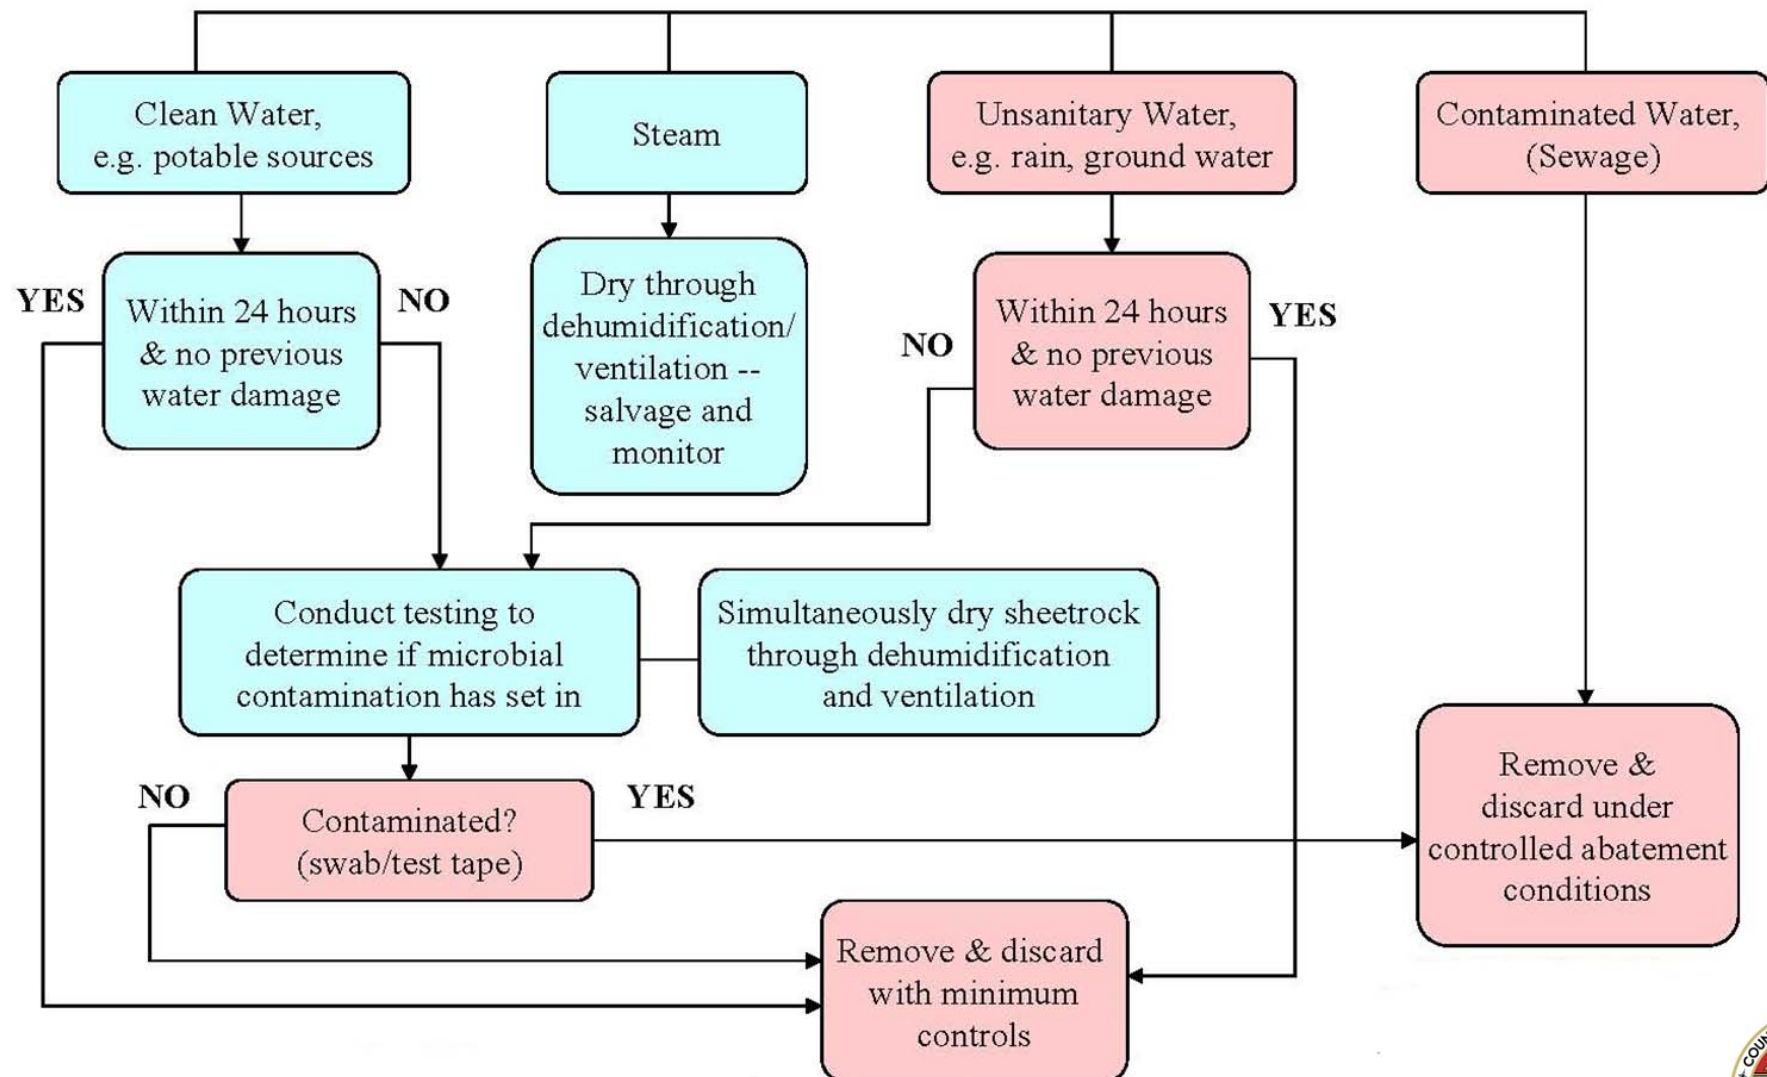 Clean Water,
e.g. potable sources
Steam
Unsanitary Water,
e.g. rain, ground water
Contaminated Water,
(Sewage)
YES
Within 24 hours
& no previous
water damage
NO
Dry through
dehumidification/
ventilation --
salvage and
monitor
NO
Within 24 hours
& no previous
water damage
YES
Conduct testing to
determine if microbial
contamination has set in
Simultaneously dry sheetrock
through dehumidification
and ventilation
NO
Contaminated?
(swab/test tape)
YES
Remove &
discard under
controlled abatement
conditions
Remove & discard
with minimum
controls